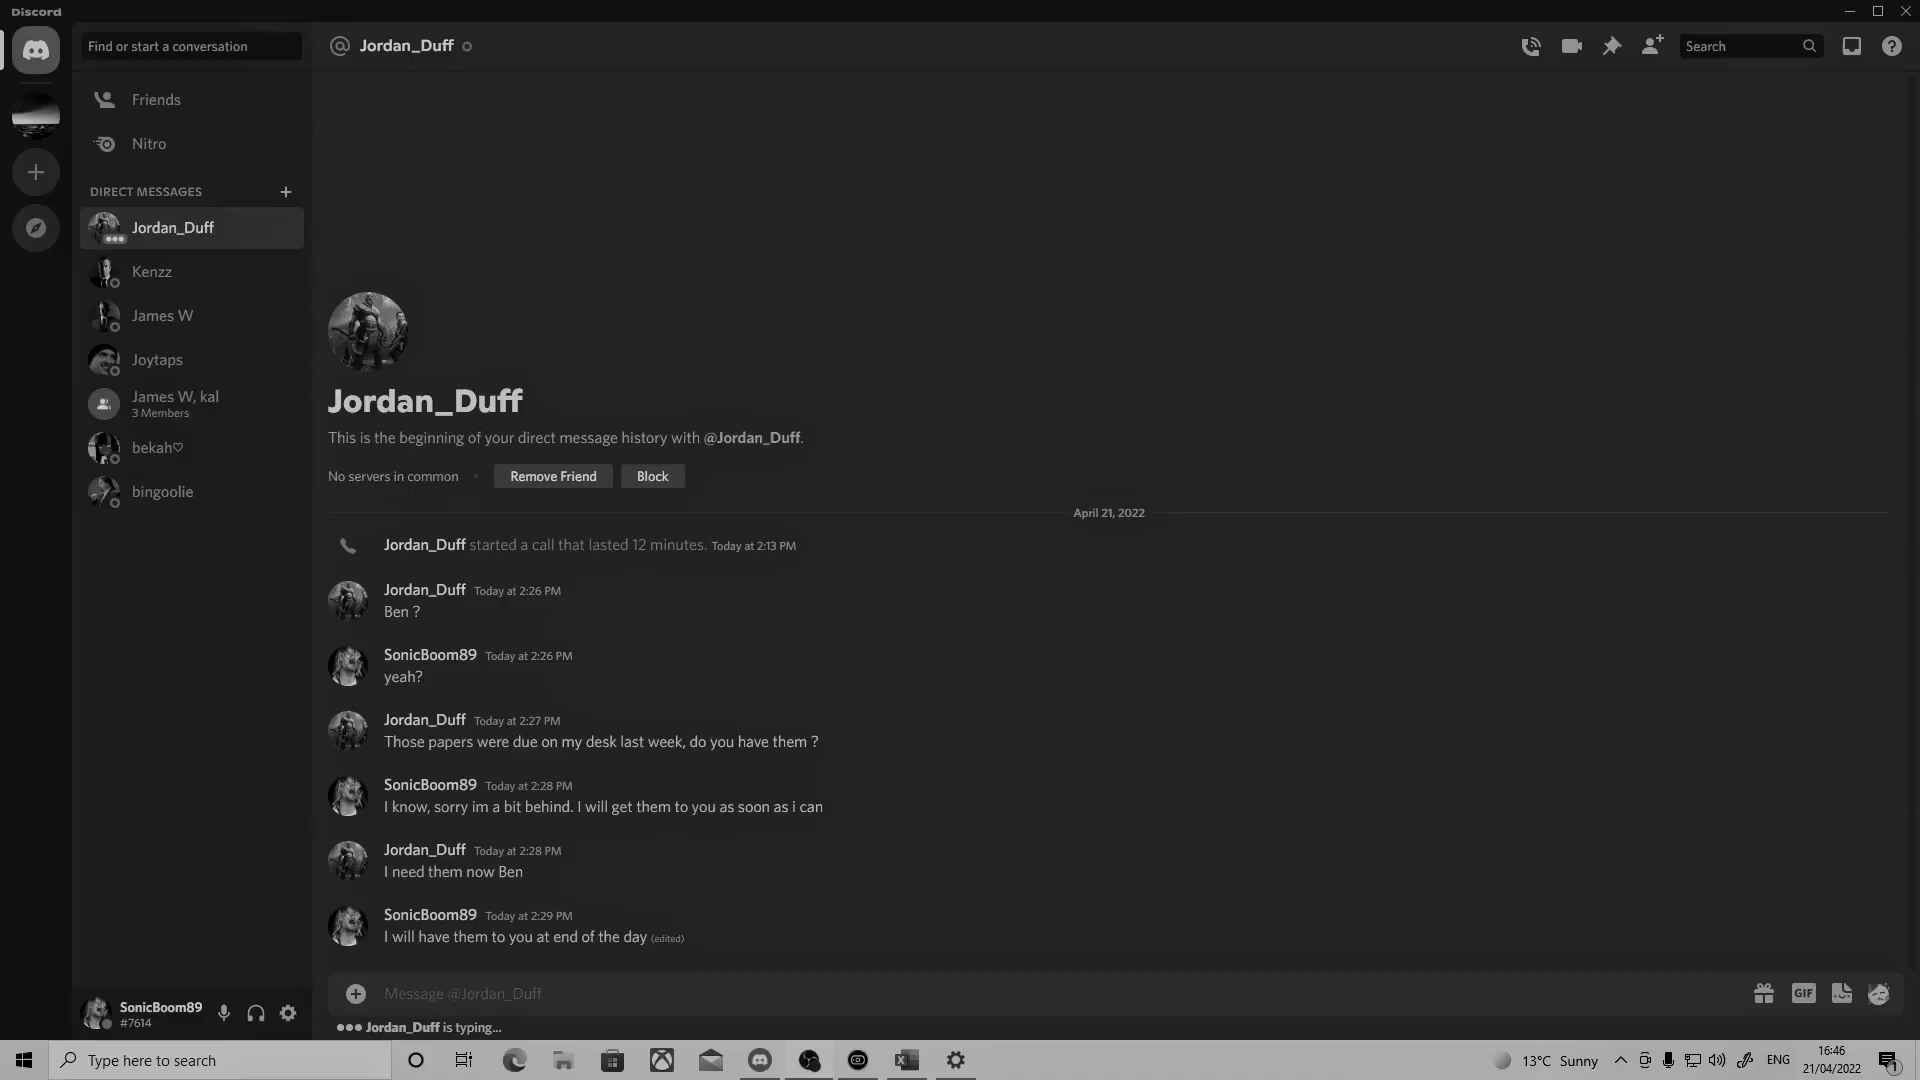 Discord
Find or start a conversation
Jordan_Duff
Search
Friends
Nitro
DIRECT MESSAGES
Jordan_Duff
Kenzz
James W
Joytaps
James W, kal
3 Members
bekah♡
bingoolie
Jordan_Duff
This is the beginning of your direct message history with @Jordan_Duff.
No servers in common
Remove Friend
Block
April 21, 2022
Jordan_Duff started a call that lasted 12 minutes. Today at 2:13 PM
Jordan_Duff Today at 2:26 PM
Ben ?
SonicBoom89 Today at 2:26 PM
yeah?
Jordan_Duff Today at 2:27 PM
Those papers were due on my desk last week, do you have them ?
SonicBoom89 Today at 2:28 PM
I know, sorry im a bit behind. I will get them to you as soon as i can
Jordan_Duff Today at 2:28 PM
I need them now Ben
SonicBoom89 Today at 2:29 PM
I will have them to you at end of the day (edited)
Message @Jordan_Duff
GIF
SonicBoom89
#7614
Jordan_Duff is typing...
Type here to search
13°C Sunny
ENG
16:46
21/04/2022
1